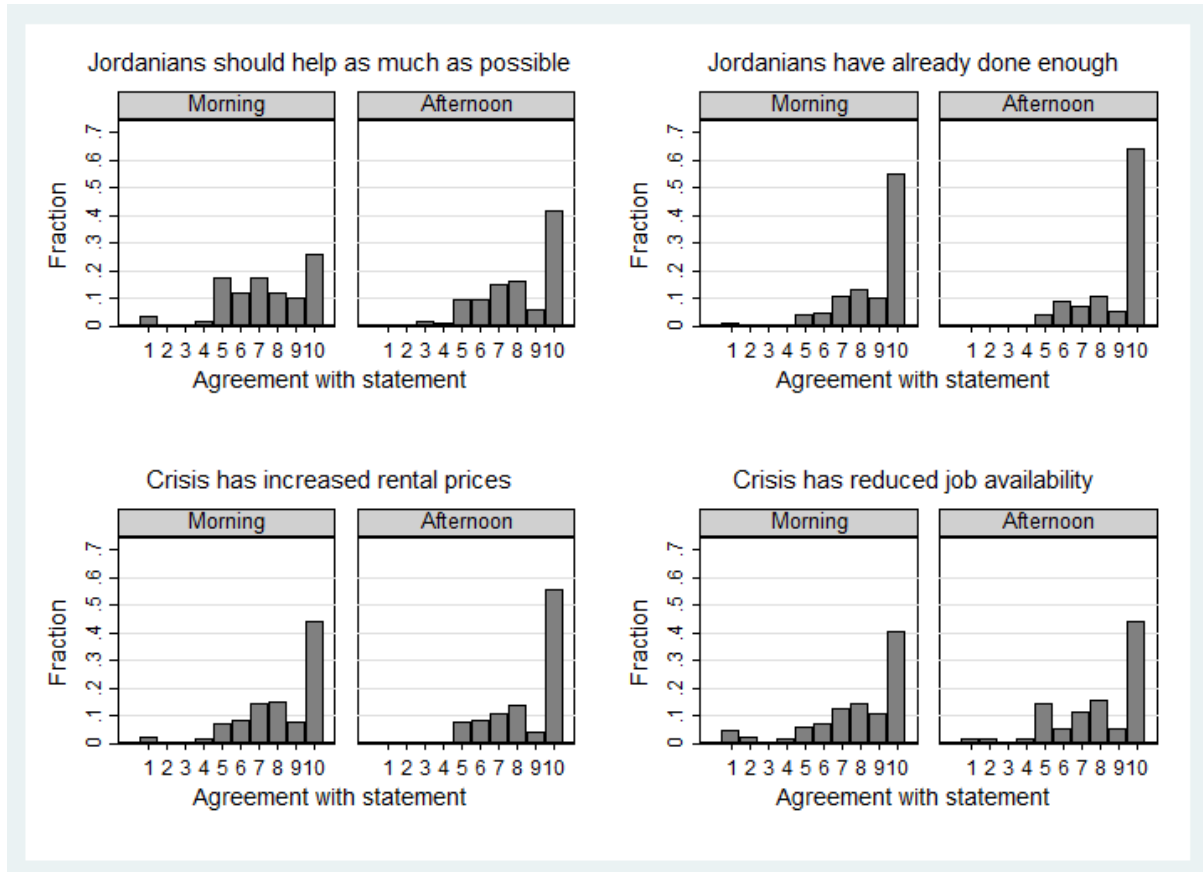 Jordanians should help as much as possible
Morning
Afternoon
Fraction
.7
.6
.5
.4
.3
.2
.1
0
1 2 3 4 5 6 7 8 9 10
1 2 3 4 5 6 7 8 9 10
Agreement with statement
Jordanians have already done enough
Morning
Afternoon
Fraction
.7
.6
.5
.4
.3
.2
.1
0
1 2 3 4 5 6 7 8 9 10
1 2 3 4 5 6 7 8 9 10
Agreement with statement
Crisis has increased rental prices
Morning
Afternoon
Fraction
.7
.6
.5
.4
.3
.2
.1
0
1 2 3 4 5 6 7 8 9 10
1 2 3 4 5 6 7 8 9 10
Agreement with statement
Crisis has reduced job availability
Morning
Afternoon
Fraction
.7
.6
.5
.4
.3
.2
.1
0
1 2 3 4 5 6 7 8 9 10
1 2 3 4 5 6 7 8 9 10
Agreement with statement